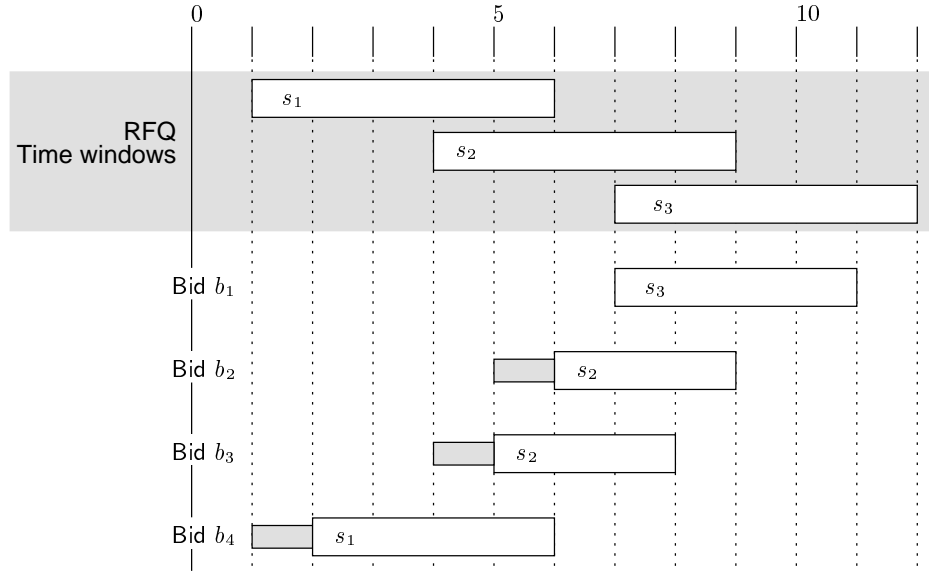 0 5 10
s₁
RFQ
s₂
Time windows
s₃
Bid b₁ s₃
Bid b₂ s₂
Bid b₃ s₂
Bid b₄ s₁